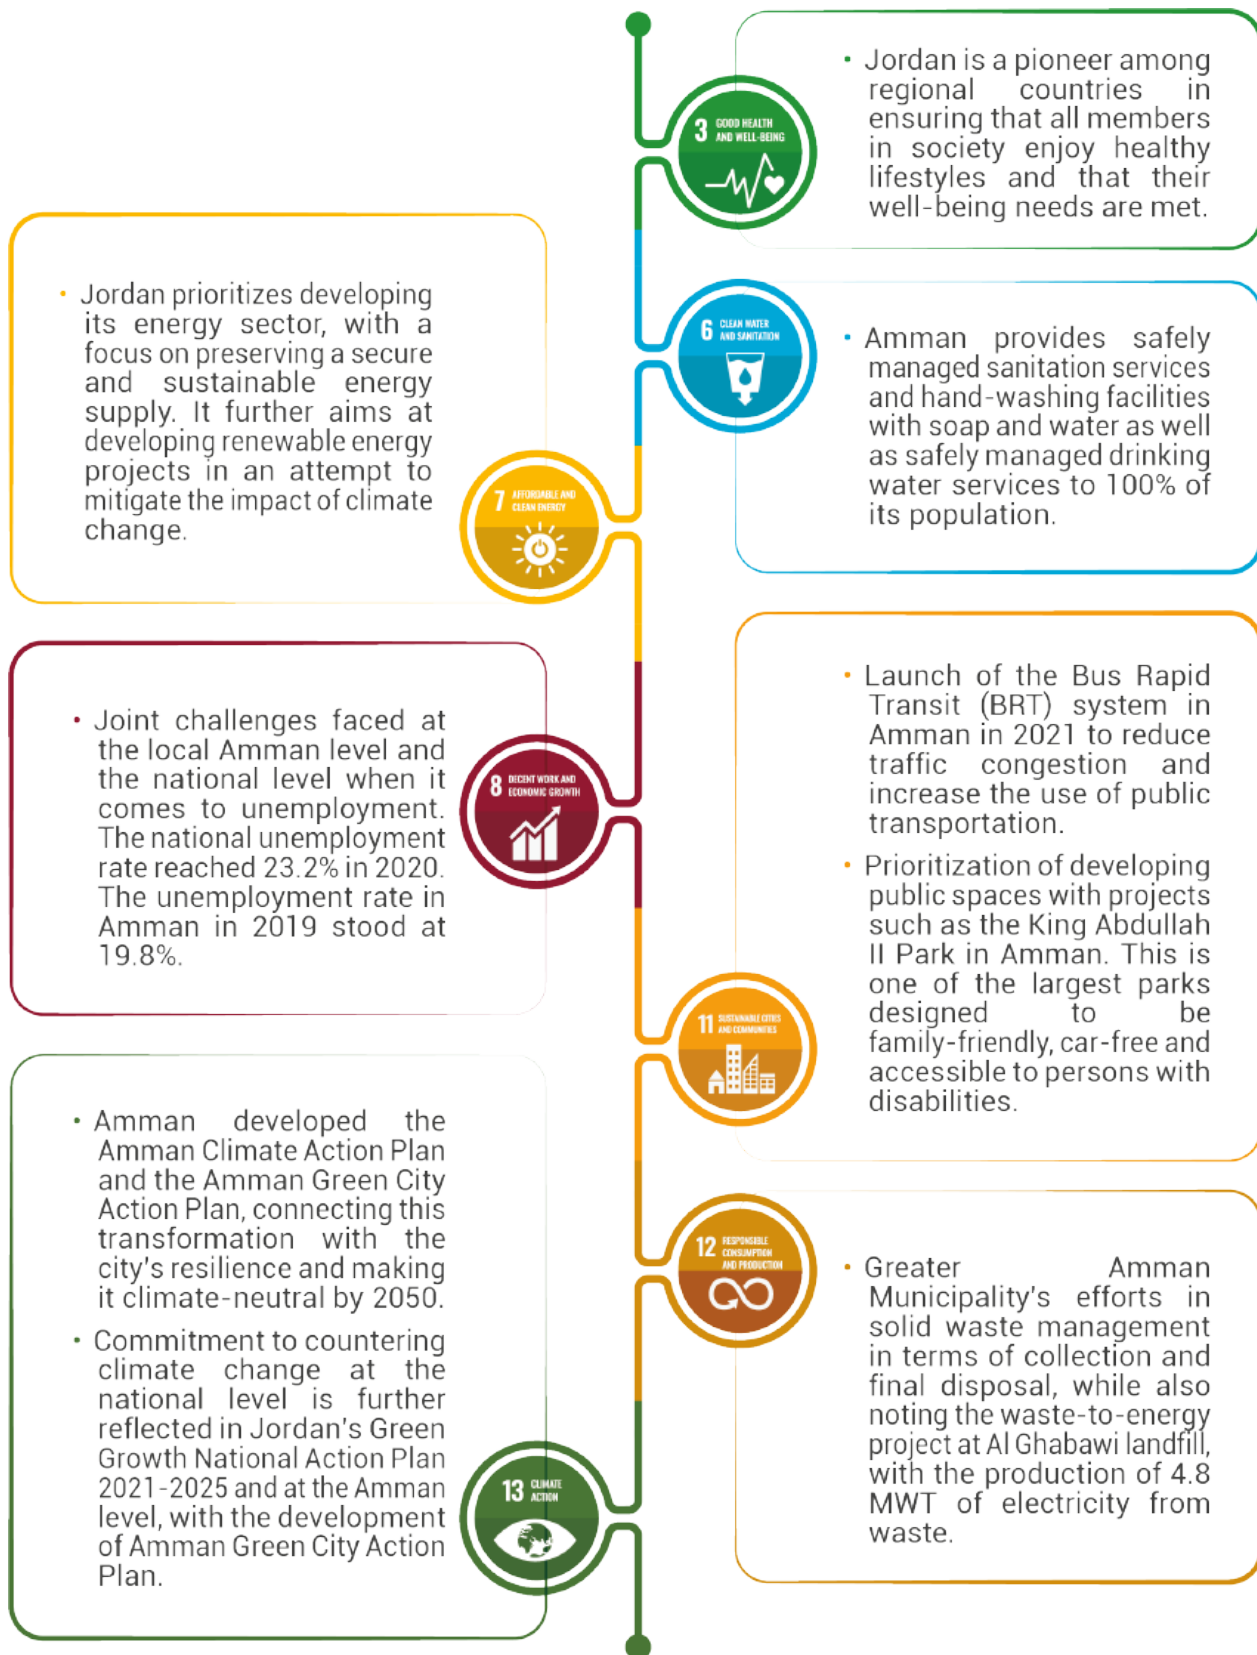 3 GOOD HEALTH
AND WELL-BEING
• Jordan is a pioneer among
regional countries in
ensuring that all members
in society enjoy healthy
lifestyles and that their
well-being needs are met.
6 CLEAN WATER
AND SANITATION
• Amman provides safely
managed sanitation services
and hand-washing facilities
with soap and water as well
as safely managed drinking
water services to 100% of
its population.
• Jordan prioritizes developing
its energy sector, with a
focus on preserving a secure
and sustainable energy
supply. It further aims at
developing renewable energy
projects in an attempt to
mitigate the impact of climate
change.
7 AFFORDABLE AND
CLEAN ENERGY
• Joint challenges faced at
the local Amman level and
the national level when it
comes to unemployment.
The national unemployment
rate reached 23.2% in 2020.
The unemployment rate in
Amman in 2019 stood at
19.8%.
8 DECENT WORK AND
ECONOMIC GROWTH
11 SUSTAINABLE CITIES
AND COMMUNITIES
• Launch of the Bus Rapid
Transit (BRT) system in
Amman in 2021 to reduce
traffic congestion and
increase the use of public
transportation.
• Prioritization of developing
public spaces with projects
such as the King Abdullah
II Park in Amman. This is
one of the largest parks
designed to be
family-friendly, car-free and
accessible to persons with
disabilities.
12 RESPONSIBLE
CONSUMPTION
AND PRODUCTION
• Greater Amman
Municipality's efforts in
solid waste management
in terms of collection and
final disposal, while also
noting the waste-to-energy
project at Al Ghabawi landfill,
with the production of 4.8
MWT of electricity from
waste.
• Amman developed the
Amman Climate Action Plan
and the Amman Green City
Action Plan, connecting this
transformation with the
city's resilience and making
it climate-neutral by 2050.
• Commitment to countering
climate change at the
national level is further
reflected in Jordan's Green
Growth National Action Plan
2021-2025 and at the Amman
level, with the development
of Amman Green City Action
Plan.
13 CLIMATE
ACTION